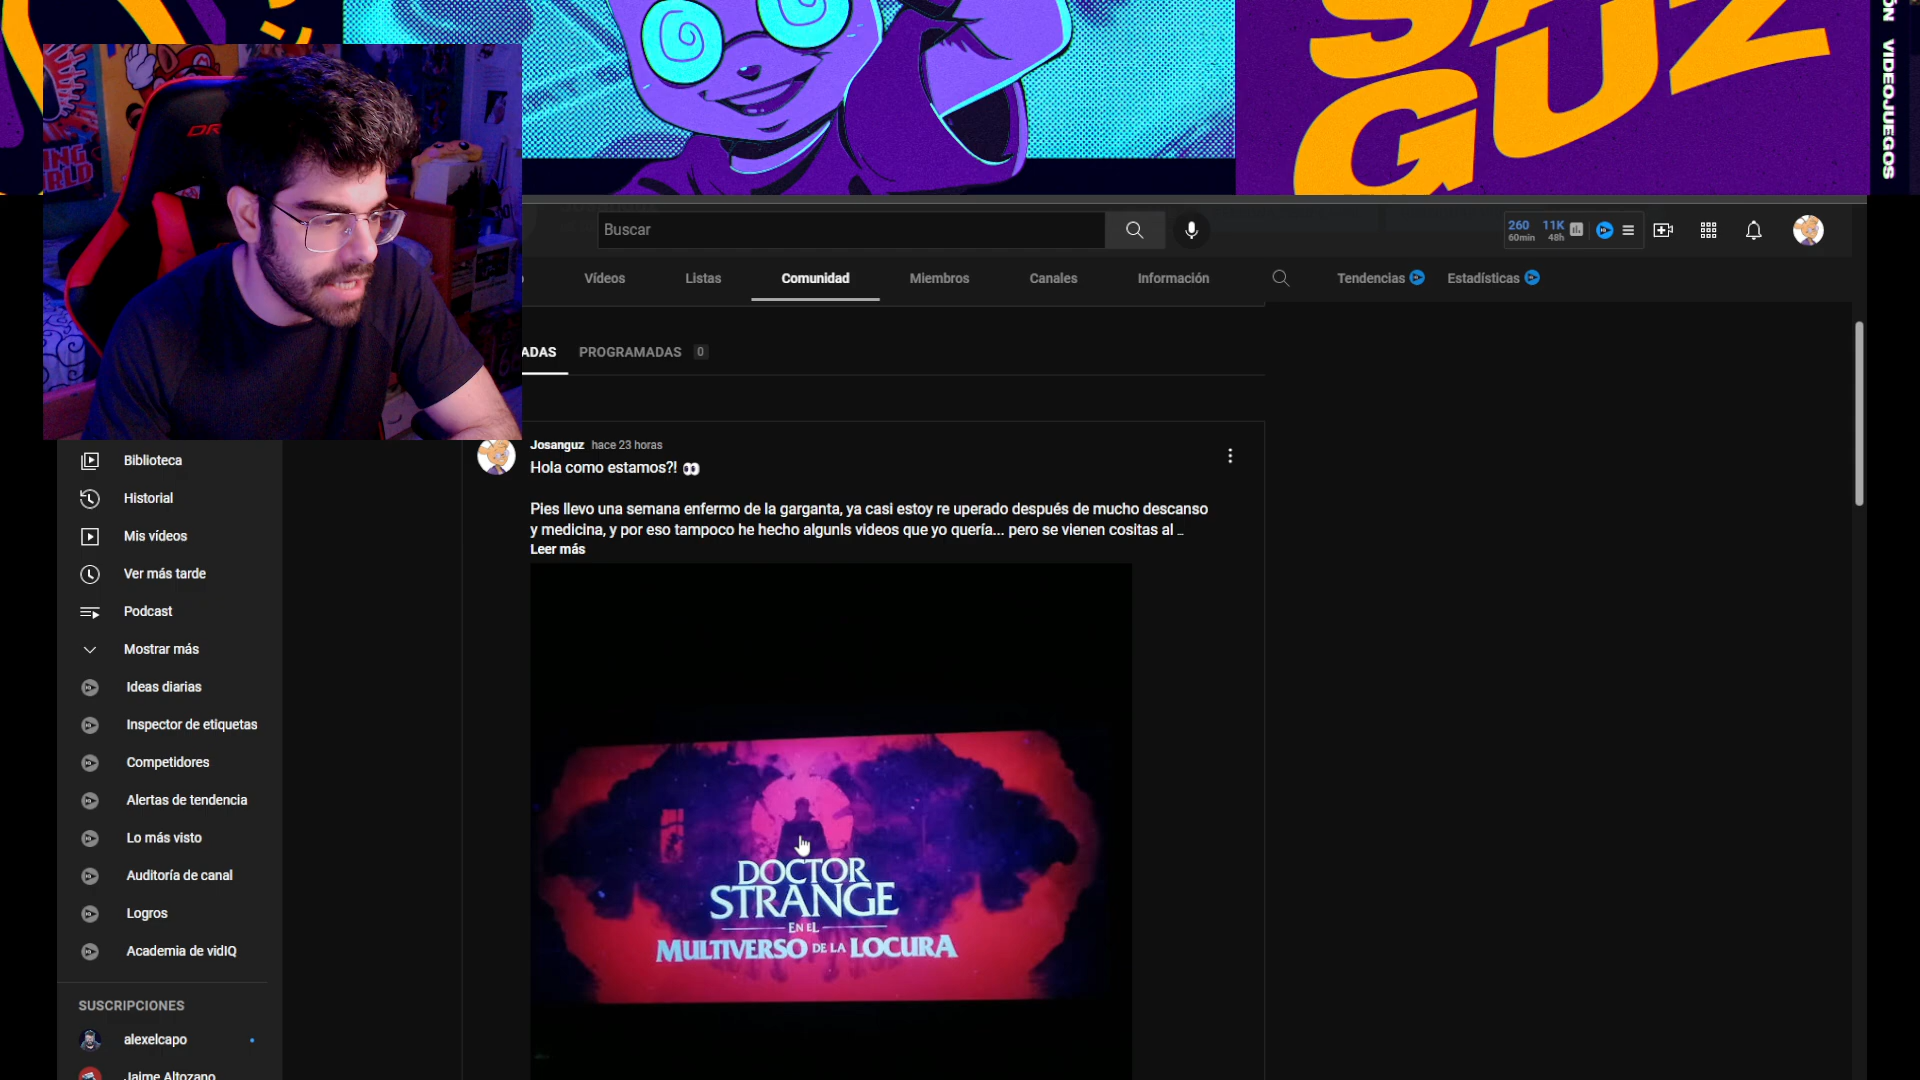 GUZ
VIDEOJUEGOS
Buscar
260
60min
11K
48h
Vídeos
Listas
Comunidad
Miembros
Canales
Información
Tendencias
Estadísticas
ADAS
PROGRAMADAS 0
Josanguz hace 23 horas
Hola como estamos?! 👀
Pies llevo una semana enfermo de la garganta, ya casi estoy re uperado después de mucho descanso
y medicina, y por eso tampoco he hecho algunls videos que yo quería... pero se vienen cositas al ...
Leer más
DOCTOR
STRANGE
EN EL
MULTIVERSO DE LA LOCURA
Biblioteca
Historial
Mis vídeos
Ver más tarde
Podcast
Mostrar más
Ideas diarias
Inspector de etiquetas
Competidores
Alertas de tendencia
Lo más visto
Auditoría de canal
Logros
Academia de vidIQ
SUSCRIPCIONES
alexelcapo
Jaime Altozano